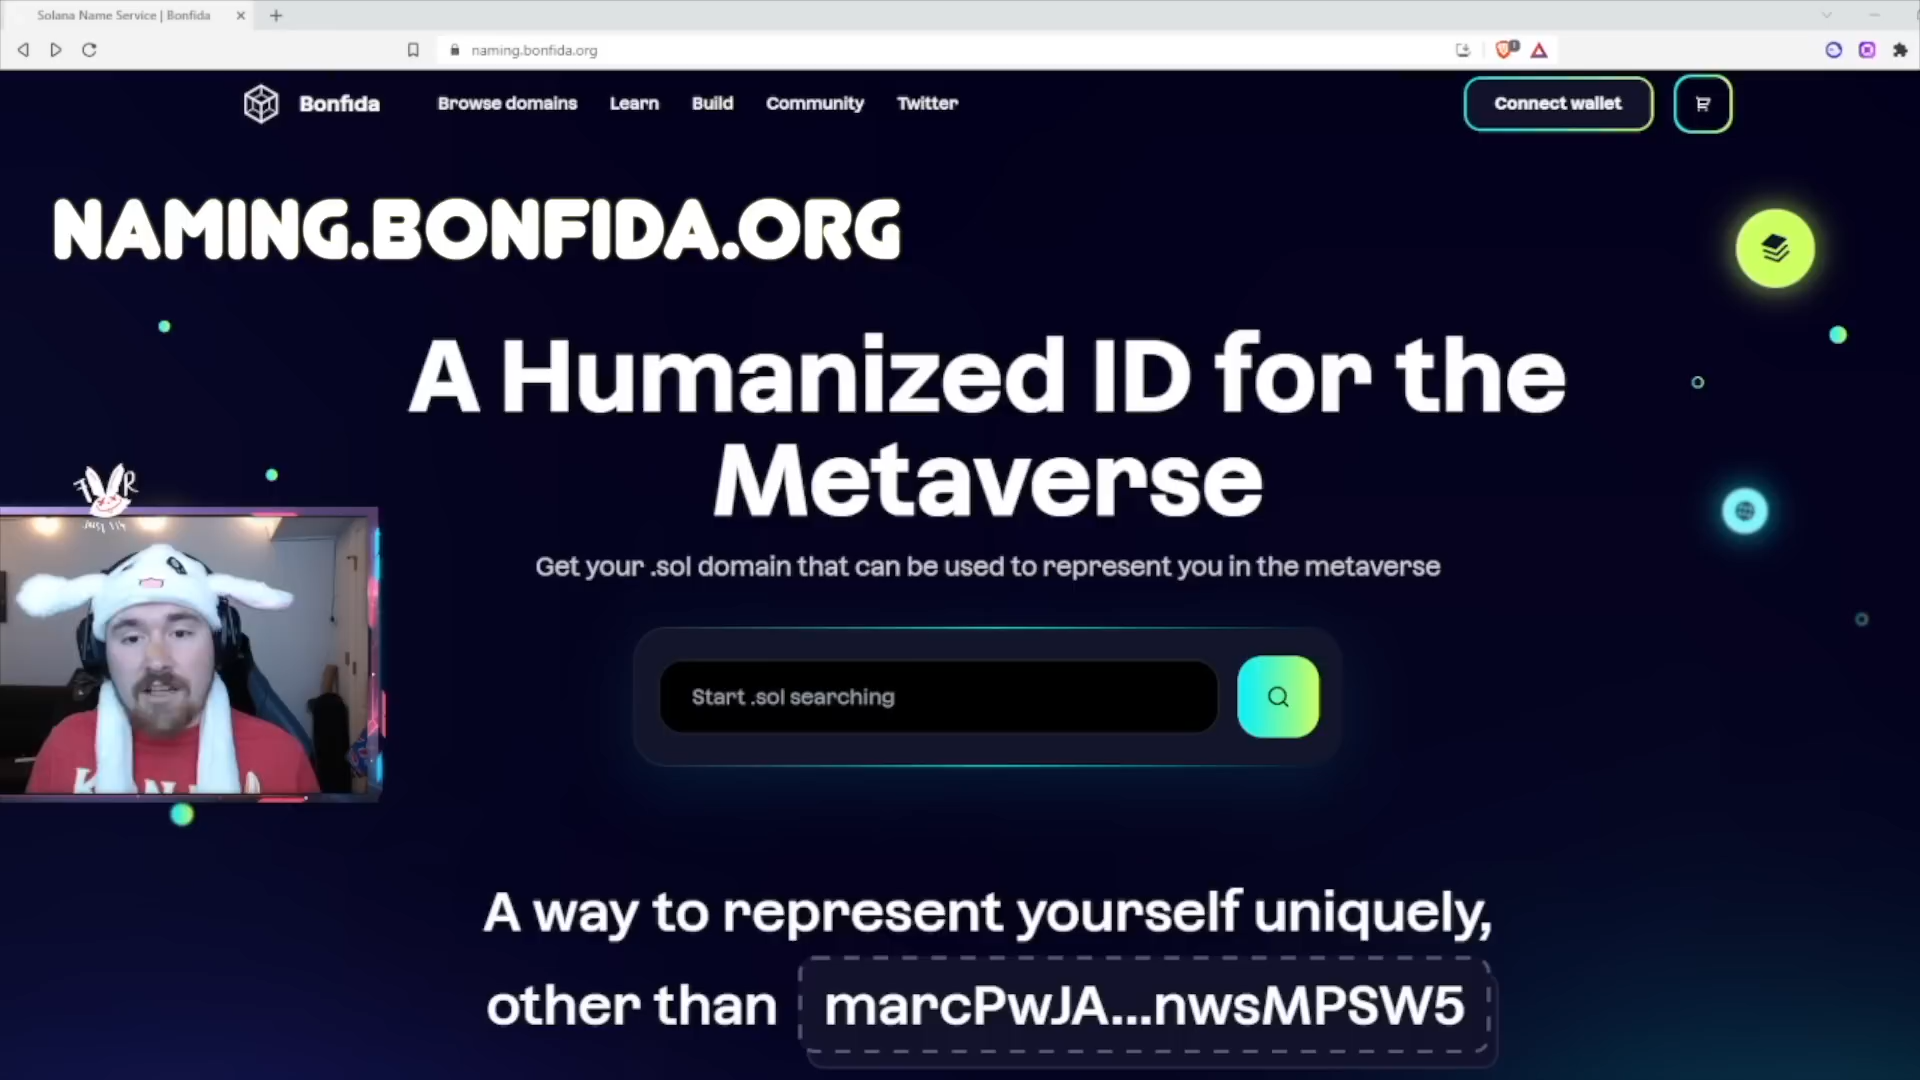 Solana Name Service | Bonfida
naming.bonfida.org
Bonfida
Browse domains
Learn
Build
Community
Twitter
Connect wallet
NAMING.BONFIDA.ORG
A Humanized ID for the
Metaverse
Get your .sol domain that can be used to represent you in the metaverse
Start .sol searching
A way to represent yourself uniquely,
other than marcPwJA...nwsMPSW5